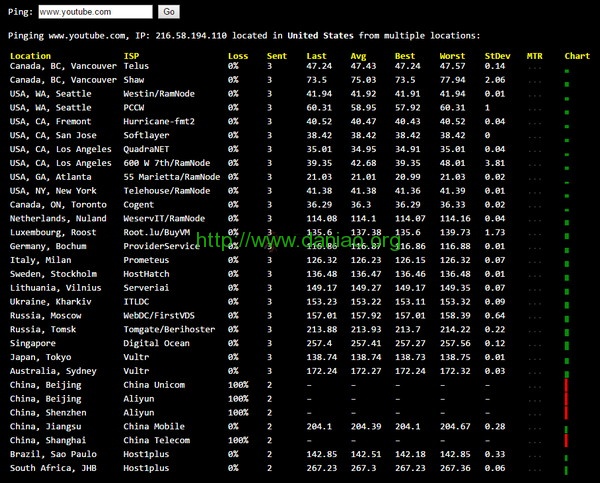 Ping: www.youtube.com Go
Pinging www.youtube.com, IP: 216.58.194.110 located in United States from multiple locations:
Location ISP Loss Sent Last Avg Best Worst StDev MTR Chart
Canada, BC, Vancouver Telus 0% 3 47.24 47.43 47.24 47.57 0.14 ...
Canada, BC, Vancouver Shaw 0% 3 73.5 75.03 73.5 77.94 2.06 ...
USA, WA, Seattle Westin/RamNode 0% 3 41.94 41.92 41.91 41.94 0.01 ...
USA, WA, Seattle PCCW 0% 3 60.31 58.95 57.92 60.31 1 ...
USA, CA, Fremont Hurricane-fmt2 0% 3 40.52 40.47 40.43 40.52 0.04 ...
USA, CA, San Jose Softlayer 0% 3 38.42 38.42 38.42 38.42 0 ...
USA, CA, Los Angeles QuadraNET 0% 3 35.01 34.95 34.91 35.01 0.04 ...
USA, CA, Los Angeles 600 W 7th/RamNode 0% 3 39.35 42.68 39.35 48.01 3.81 ...
USA, GA, Atlanta 55 Marietta/RamNode 0% 3 21.03 21.01 20.99 21.03 0.02 ...
USA, NY, New York Telehouse/RamNode 0% 3 41.38 41.38 41.36 41.39 0.01 ...
Canada, ON, Toronto Cogent 0% 3 36.29 36.3 36.29 36.33 0.02 ...
Netherlands, Nuland WeservIT/RamNode 0% 3 114.08 114.1 114.07 114.16 0.04 ...
Luxembourg, Roost Root.lu/BuyVM 0% 3 135.6 137.38 135.6 139.73 1.73 ...
http://www.daniao.org
Germany, Bochum ProviderService 0% 3 116.86 116.88 0.01 ...
Italy, Milan Prometeus 0% 3 126.32 126.23 126.15 126.32 0.07 ...
Sweden, Stockholm HostHatch 0% 3 136.48 136.47 136.46 136.48 0.01 ...
Lithuania, Vilnius Serveriai 0% 3 149.17 149.27 149.17 149.35 0.07 ...
Ukraine, Kharkiv ITLDC 0% 3 153.23 153.22 153.11 153.32 0.09 ...
Russia, Moscow WebDC/FirstVDS 0% 3 157.01 157.92 157.01 158.39 0.64 ...
Russia, Tomsk Tomgate/Berihoster 0% 3 213.88 213.93 213.7 214.22 0.22 ...
Singapore Digital Ocean 0% 3 257.4 257.41 257.27 257.56 0.12 ...
Japan, Tokyo Vultr 0% 3 138.74 138.74 138.73 138.75 0.01 ...
Australia, Sydney Vultr 0% 3 172.24 172.27 172.24 172.32 0.03 ...
China, Beijing China Unicom 100% 2 – – – – – ...
China, Beijing Aliyun 100% 2 – – – – – ...
China, Shenzhen Aliyun 100% 2 – – – – – ...
China, Jiangsu China Mobile 0% 2 204.1 204.39 204.1 204.67 0.28 ...
China, Shanghai China Telecom 100% 2 – – – – – ...
Brazil, Sao Paulo Host1plus 0% 2 142.85 142.51 142.18 142.85 0.33 ...
South Africa, JHB Host1plus 0% 2 267.23 267.3 267.23 267.36 0.06 ...